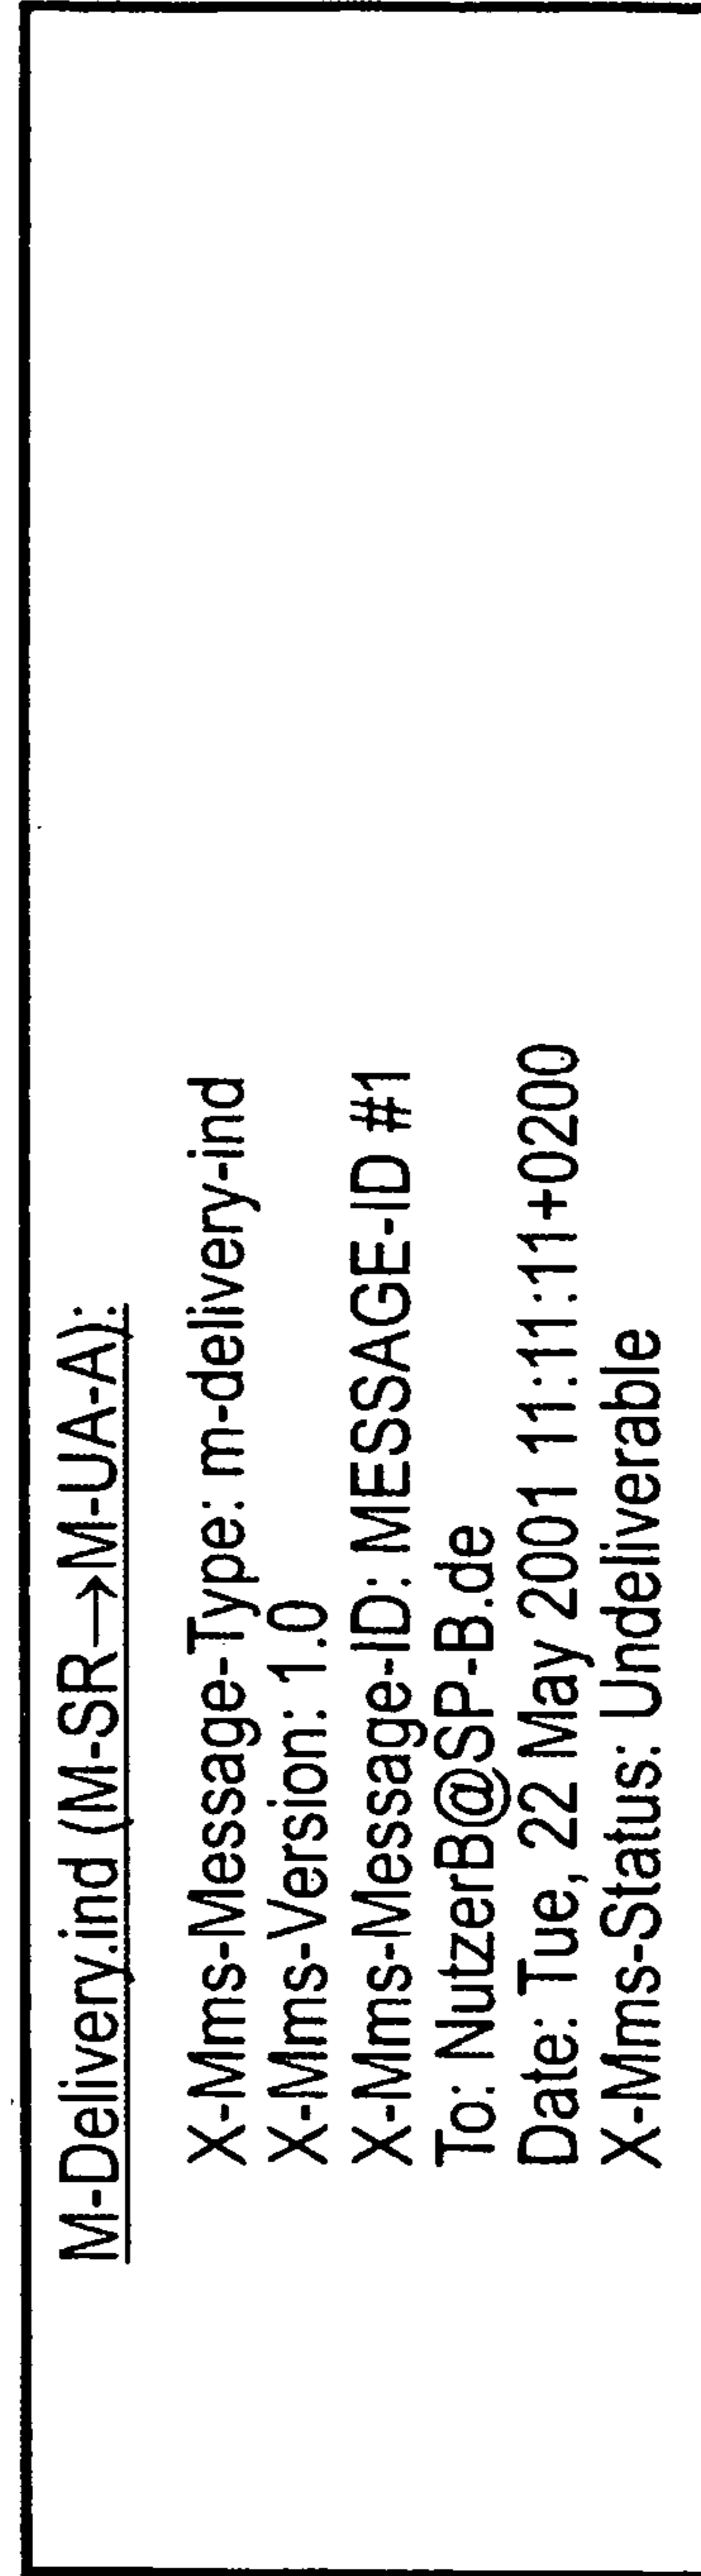 M-Delivery.ind (M-SR→M-UA-A):
X-Mms-Message-Type: m-delivery-ind
X-Mms-Version: 1.0
X-Mms-Message-ID: MESSAGE-ID #1
To: NutzerB@SP-B.de
Date: Tue, 22 May 2001 11:11:11+0200
X-Mms-Status: Undeliverable